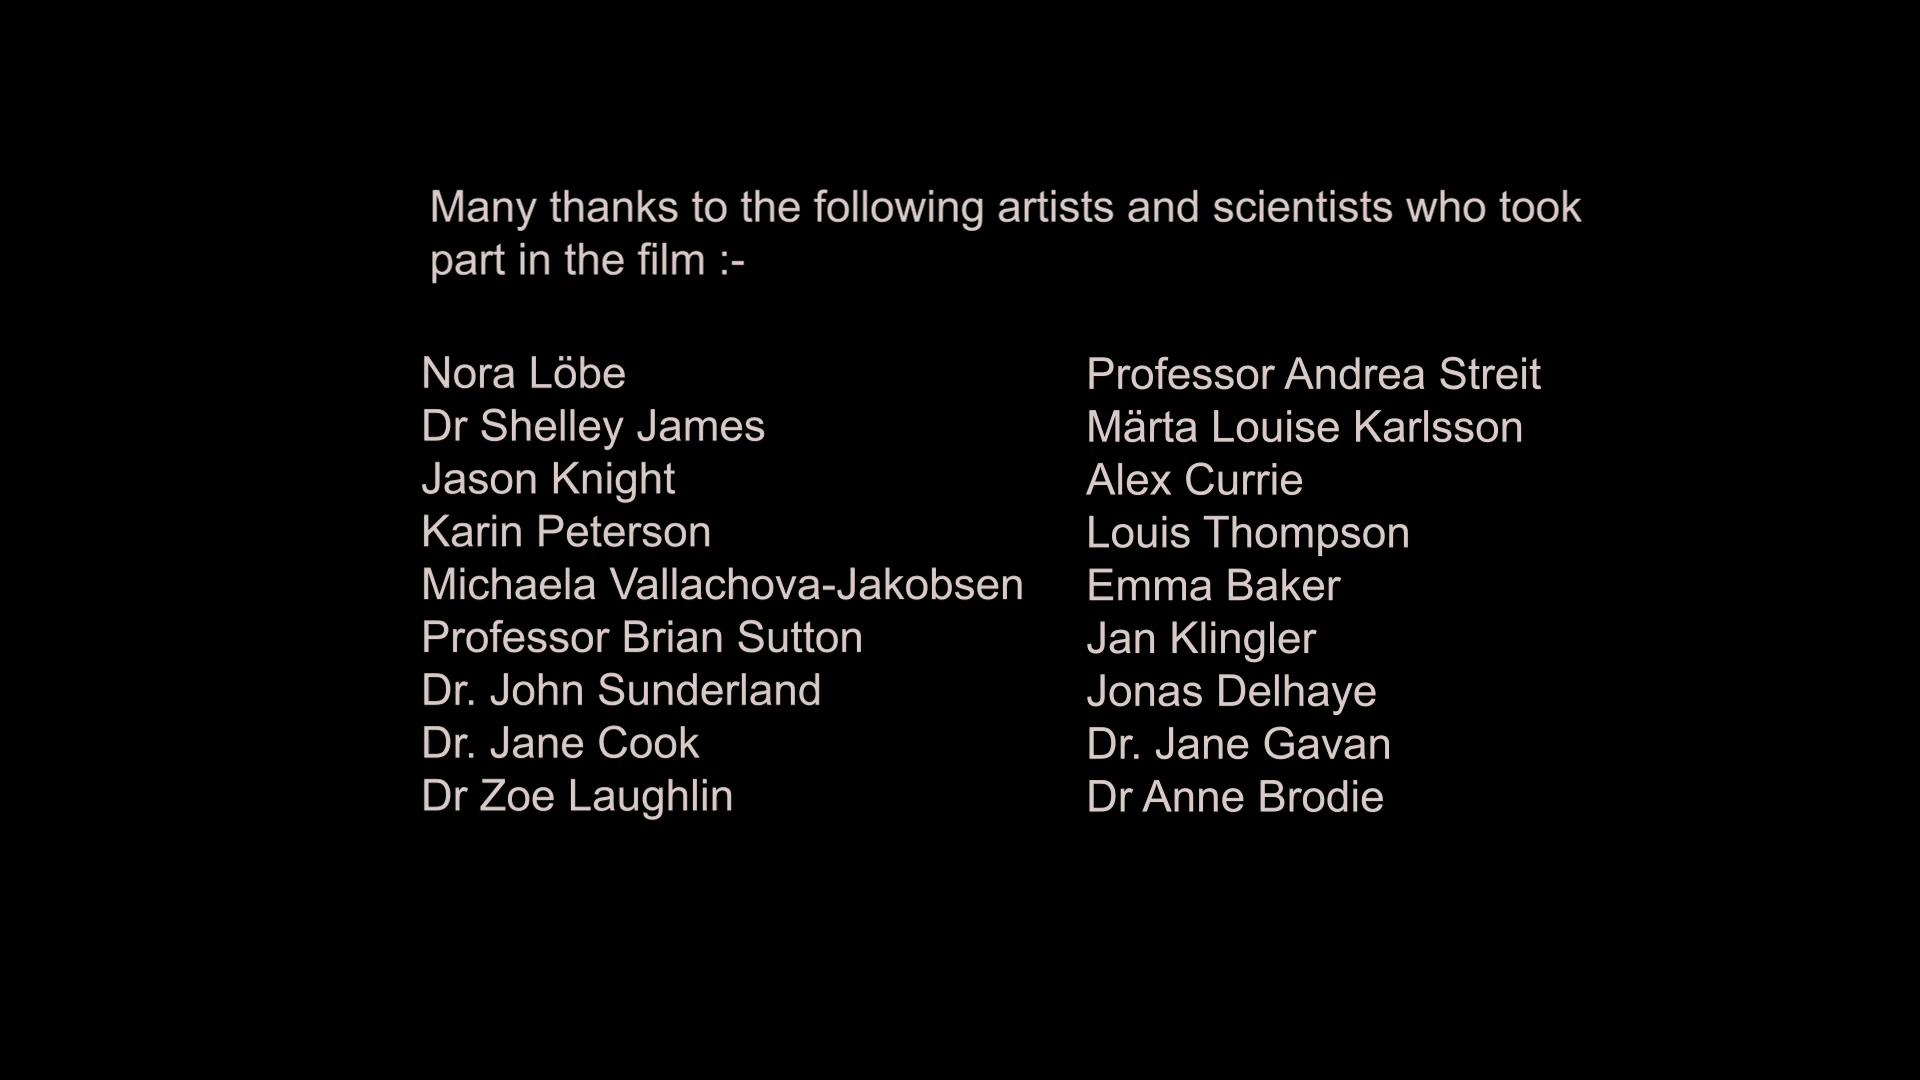 Many thanks to the following artists and scientists who took
part in the film :-
Nora Löbe
Dr Shelley James
Jason Knight
Karin Peterson
Michaela Vallachova-Jakobsen
Professor Brian Sutton
Dr. John Sunderland
Dr. Jane Cook
Dr Zoe Laughlin
Professor Andrea Streit
Märta Louise Karlsson
Alex Currie
Louis Thompson
Emma Baker
Jan Klingler
Jonas Delhaye
Dr. Jane Gavan
Dr Anne Brodie